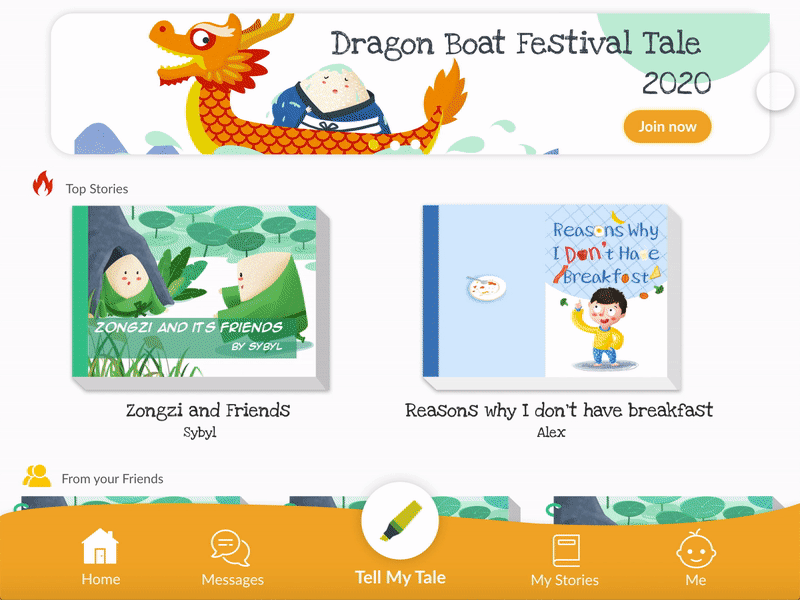 Dragon Boat Festival Tale
2020
Join now
Top Stories
ZONGZI AND ITS FRIENDS
BY SYBYL
Reasons Why
I Don't Have
Breakfast
Zongzi and Friends
Sybyl
Reasons why I don't have breakfast
Alex
From your Friends
Home
Messages
Tell My Tale
My Stories
Me